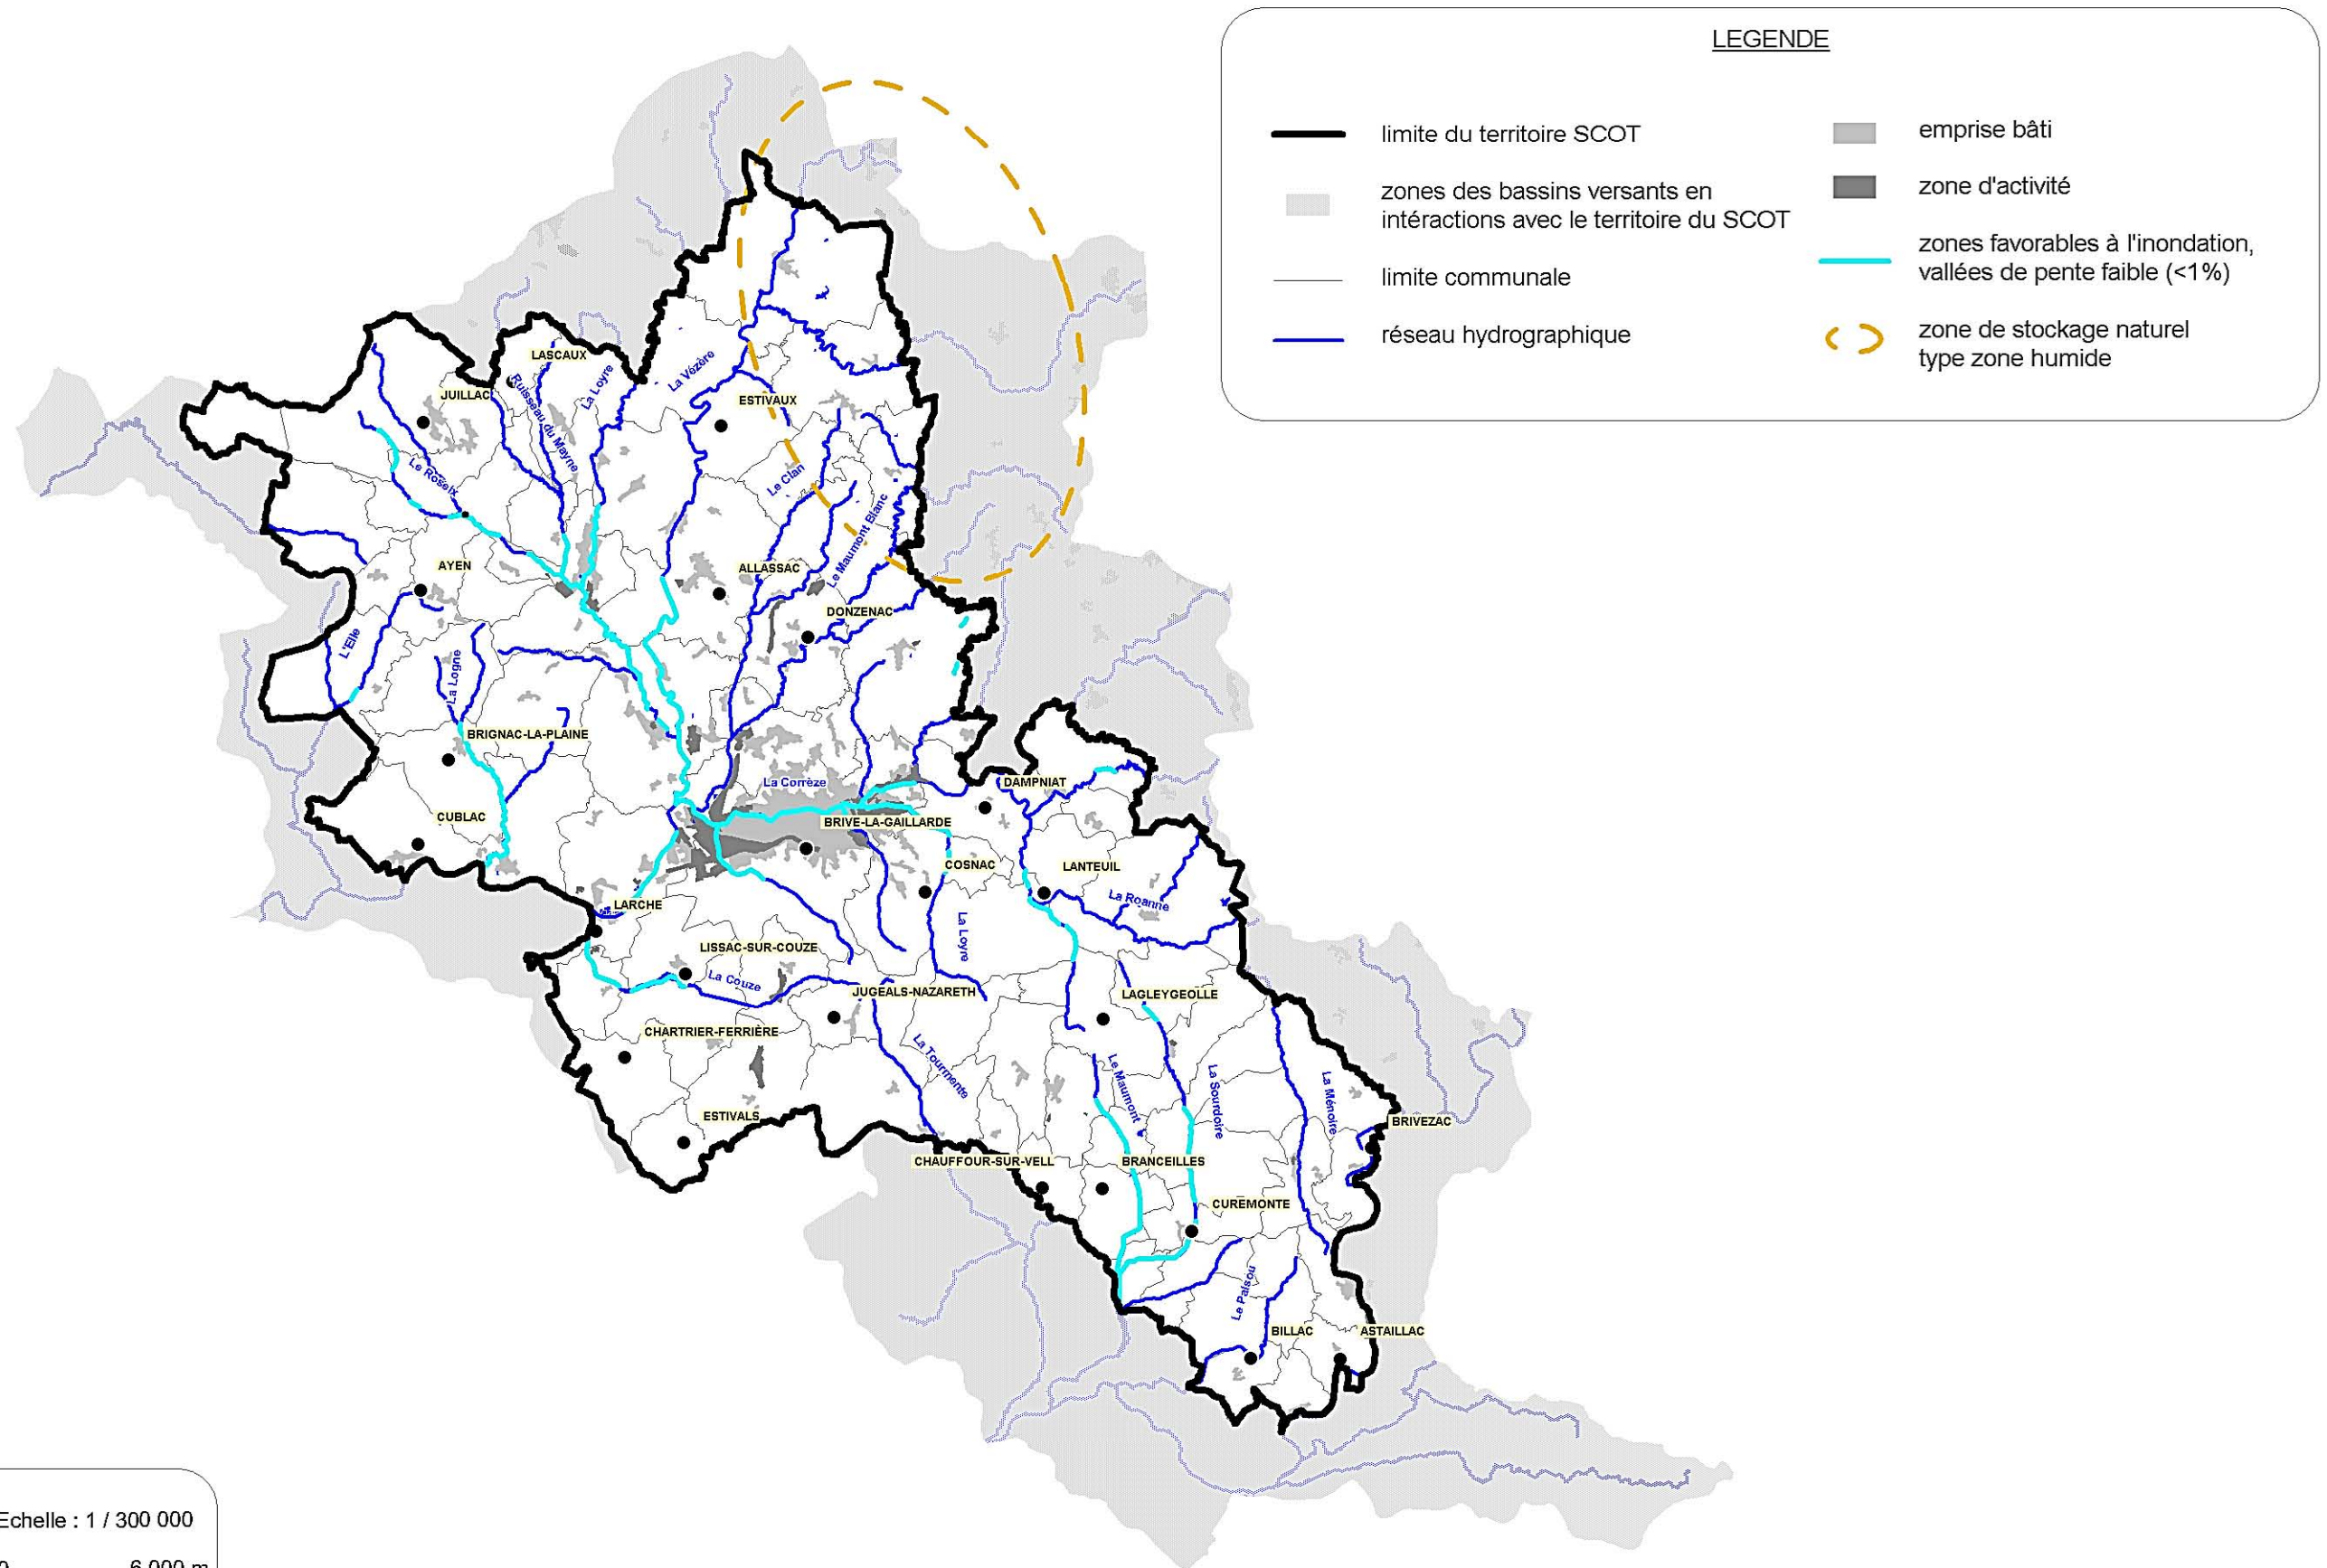 LEGENDE
limite du territoire SCOT
zones des bassins versants en
intéractions avec le territoire du SCOT
limite communale
réseau hydrographique
emprise bâti
zone d'activité
zones favorables à l'inondation,
vallées de pente faible (<1%)
zone de stockage naturel
type zone humide
LASCAUX
JUILLAC
Ruisseau du Mayne
La Loyre
La Vézère
ESTIVAUX
Le Roseix
Le Clan
Le Maumont Blanc
AYEN
ALLASSAC
DONZENAC
L'Elle
La Logne
BRIGNAC-LA-PLAINE
La Corrèze
DAMPNIAT
CUBLAC
BRIVE-LA-GAILLARDE
COSNAC
LANTEUIL
La Roanne
LARCHE
La Loyre
LISSAC-SUR-COUZE
La Couze
JUGEALS-NAZARETH
LAGLEYGEOLLE
CHARTRIER-FERRIÈRE
La Tourmente
Le Maumont
La Sourdoire
La Ménoire
ESTIVALS
BRIVEZAC
CHAUFFOUR-SUR-VELL
BRANCEILLES
CUREMONTE
Le Palsou
BILLAC
ASTAILLAC
Echelle : 1 / 300 000
0 6 000 m